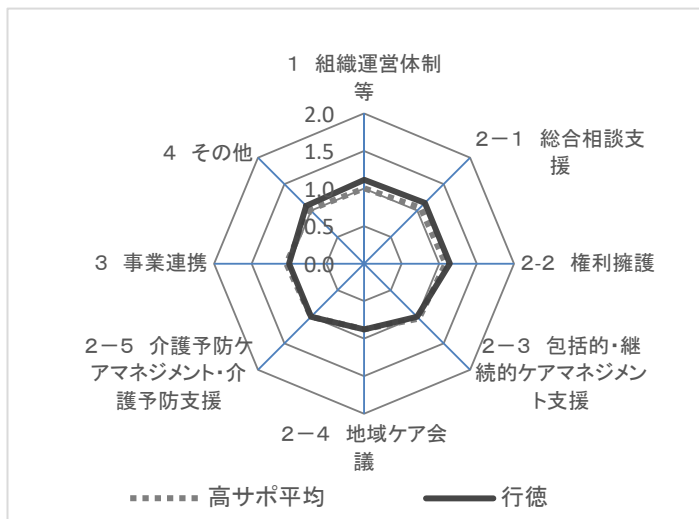 1 組織運営体制
等
2.0
1.5
1.0
0.5
0.0
2－1 総合相談支
援
2-2 権利擁護
2－3 包括的・継
続的ケアマネジメン
ト支援
2－4 地域ケア会
議
2－5 介護予防ケ
アマネジメント・介
護予防支援
3 事業連携
4 その他
高サポ平均
行徳